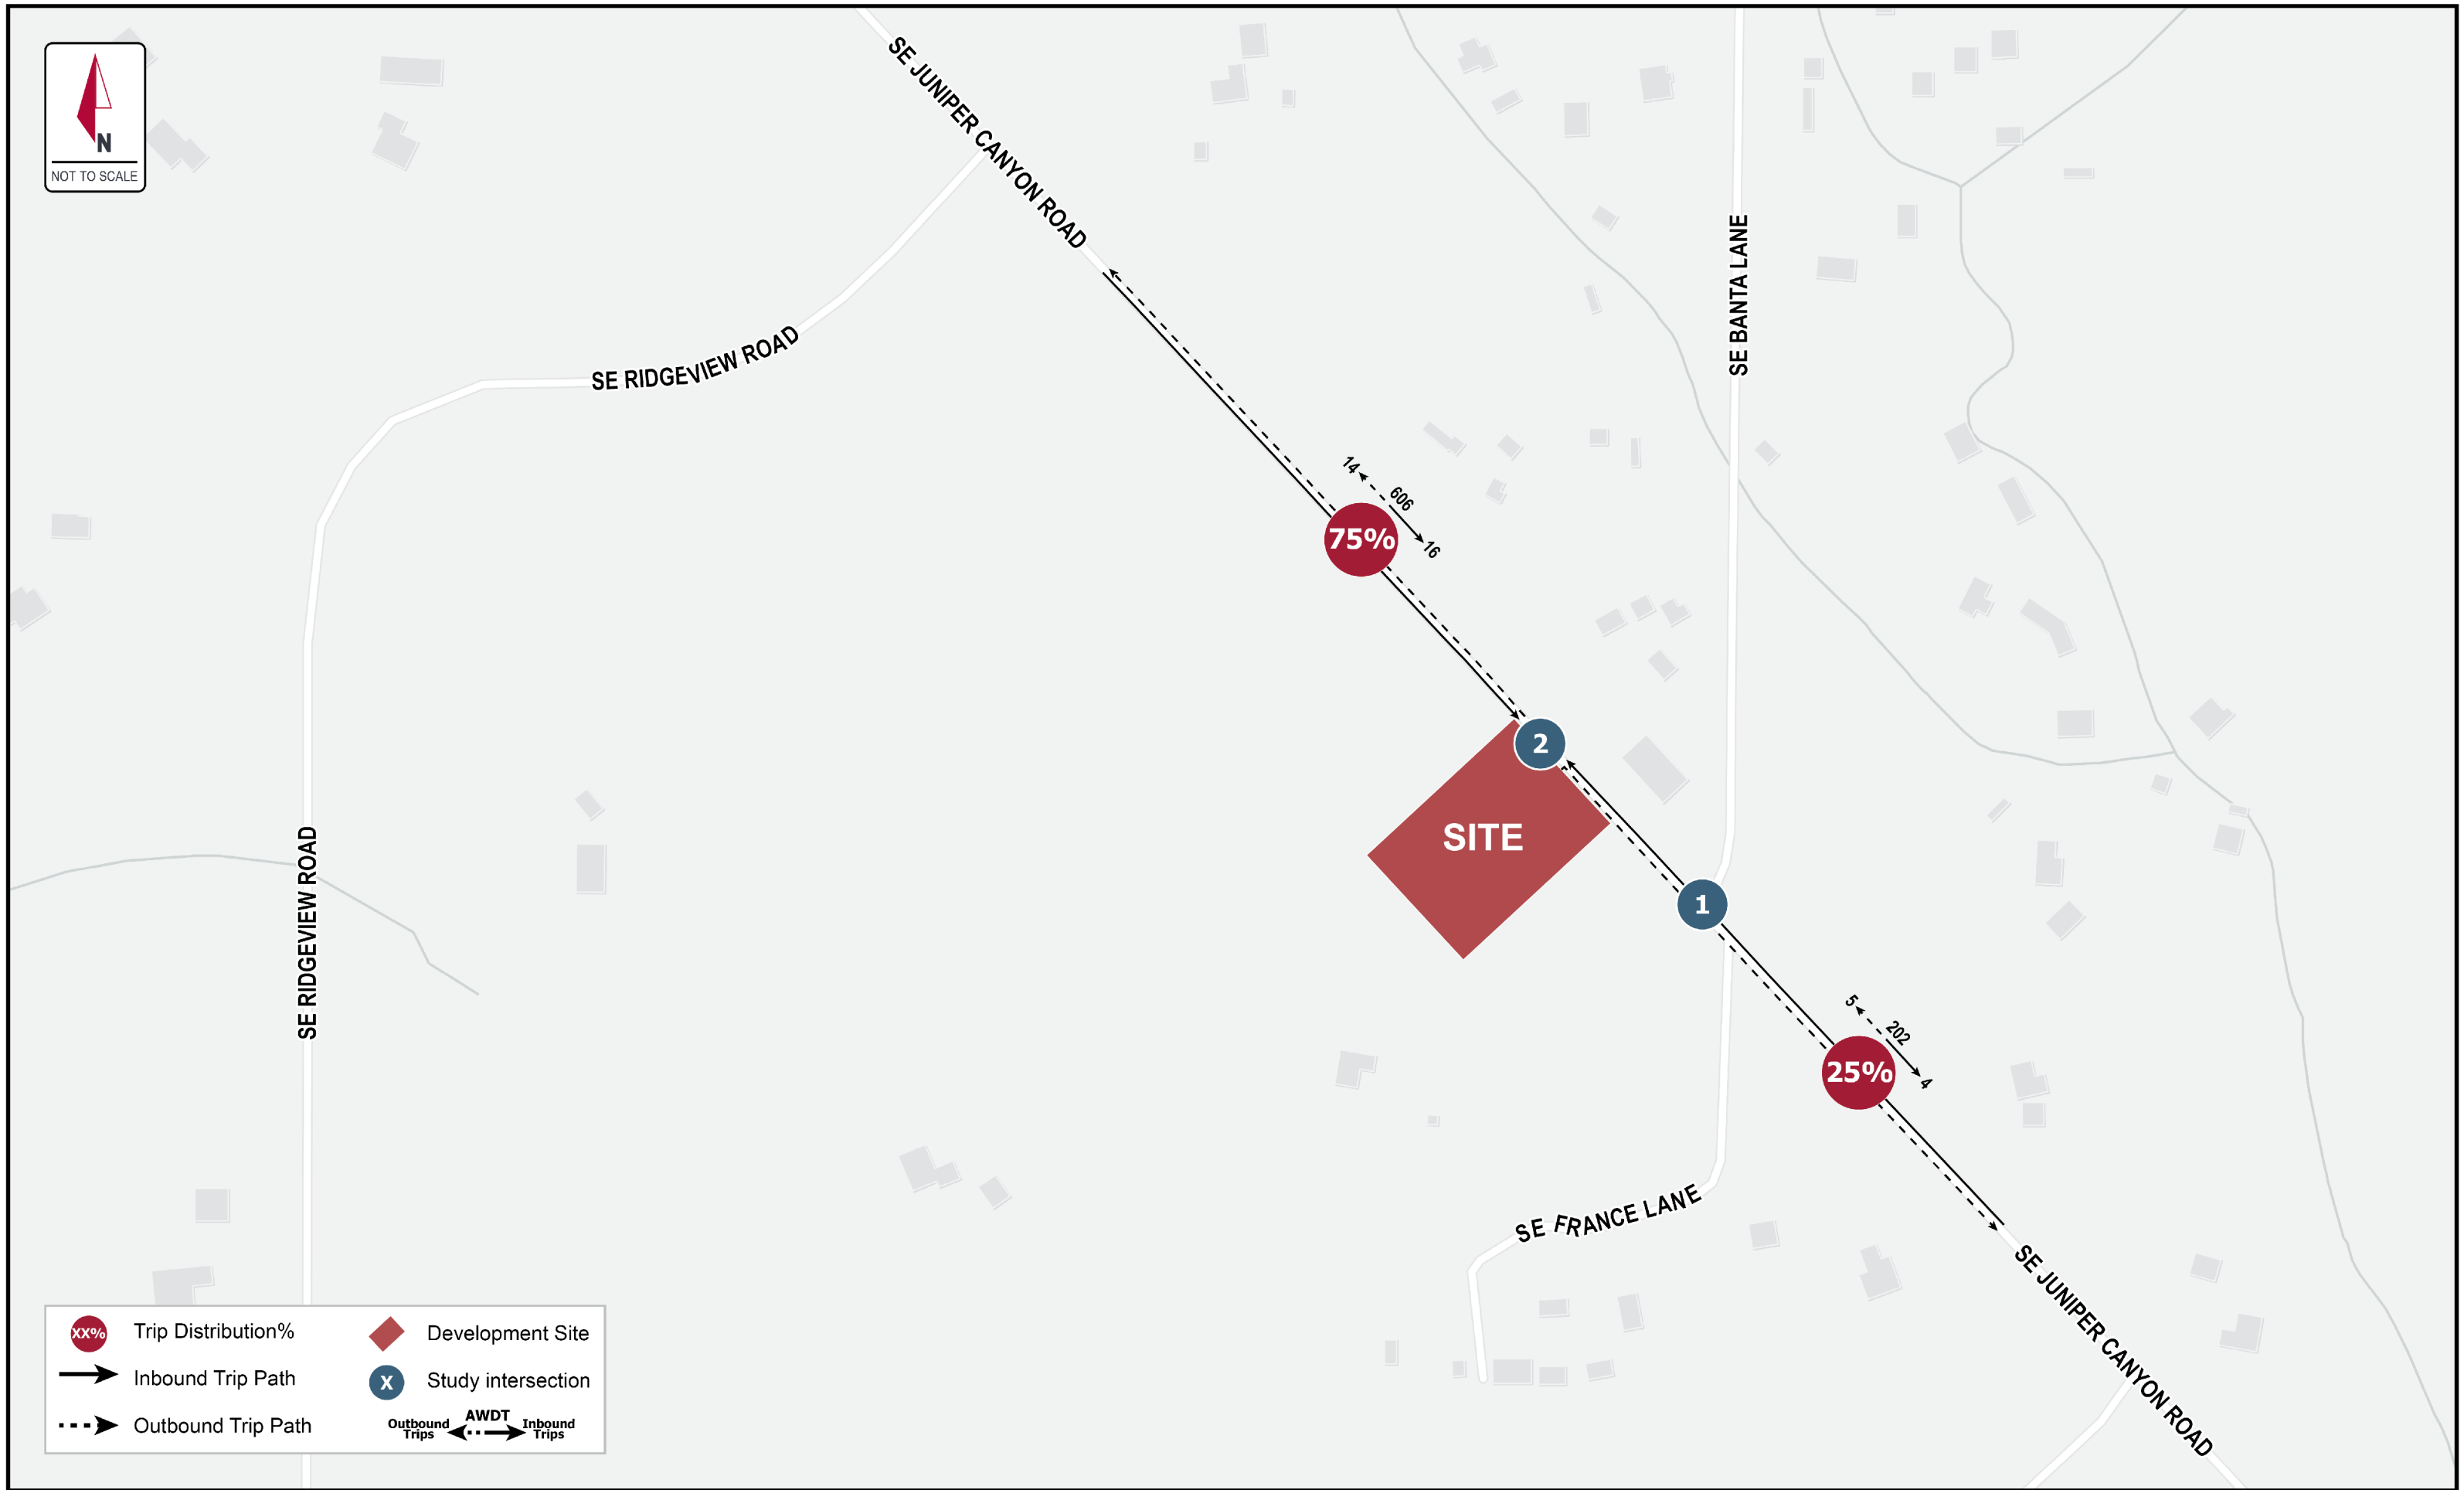 N
NOT TO SCALE
SE JUNIPER CANYON ROAD
SE BANTA LANE
SE RIDGEVIEW ROAD
14
606
16
75%
2
SITE
SE RIDGEVIEW ROAD
1
5
202
4
25%
SE FRANCE LANE
SE JUNIPER CANYON ROAD
XX% Trip Distribution%
Inbound Trip Path
Outbound Trip Path
Development Site
X Study intersection
AWDT
Outbound Trips
Inbound Trips